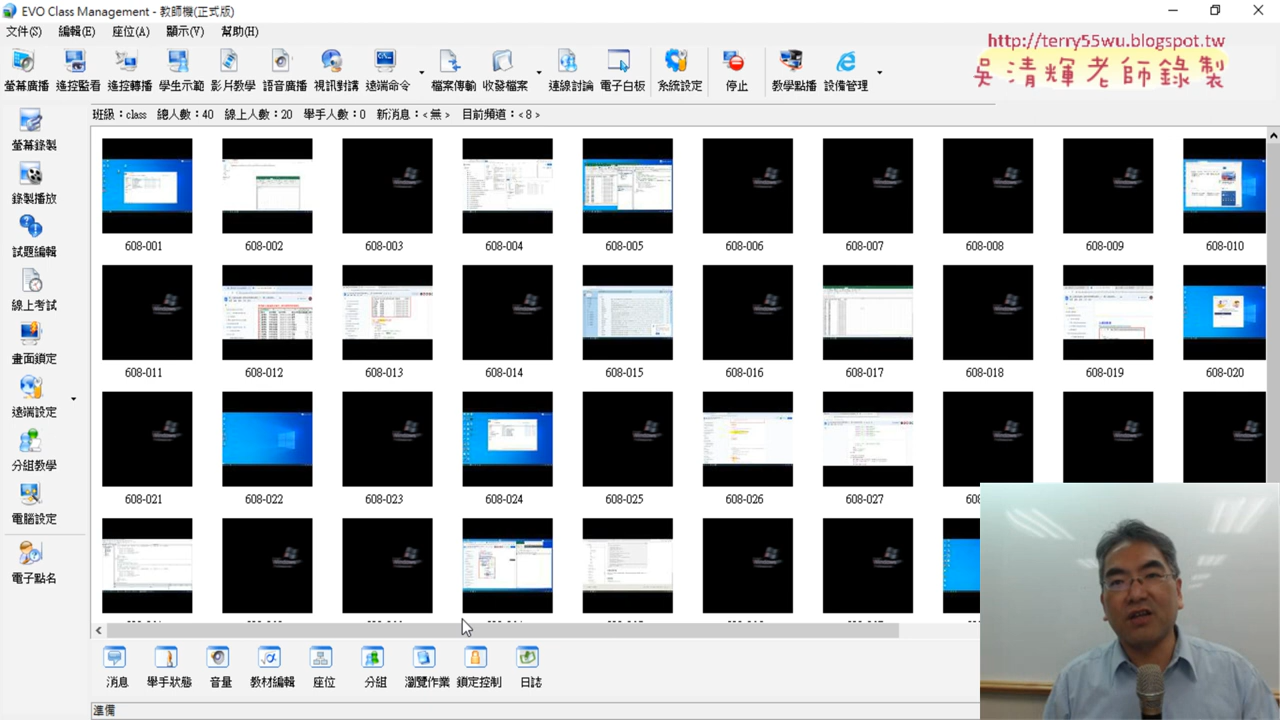 EVO Class Management - 教師機(正式版)
文件(S) 編輯(E) 座位(A) 顯示(V) 幫助(H)
http://terry55wu.blogspot.tw
吳清輝老師錄製
螢幕廣播 遙控監看 遙控轉播 學生示範 影片教學 語音廣播 視訊對講 遠端命令 檔案傳輸 收發檔案 連線討論 電子白板 系統設定 停止 教學點播 設備管理
班級：class 總人數：40 線上人數：20 舉手人數：0 新消息：<無> 目前頻道：<8>
螢幕錄製
錄製播放
試題編輯
線上考試
畫面鎖定
遠端設定
分組教學
電腦設定
電子點名
608-001 608-002 608-003 608-004 608-005 608-006 608-007 608-008 608-009 608-010
608-011 608-012 608-013 608-014 608-015 608-016 608-017 608-018 608-019 608-020
608-021 608-022 608-023 608-024 608-025 608-026 608-027
消息 舉手狀態 音量 教材編輯 座位 分組 瀏覽作業 鎖定控制 日誌
準備